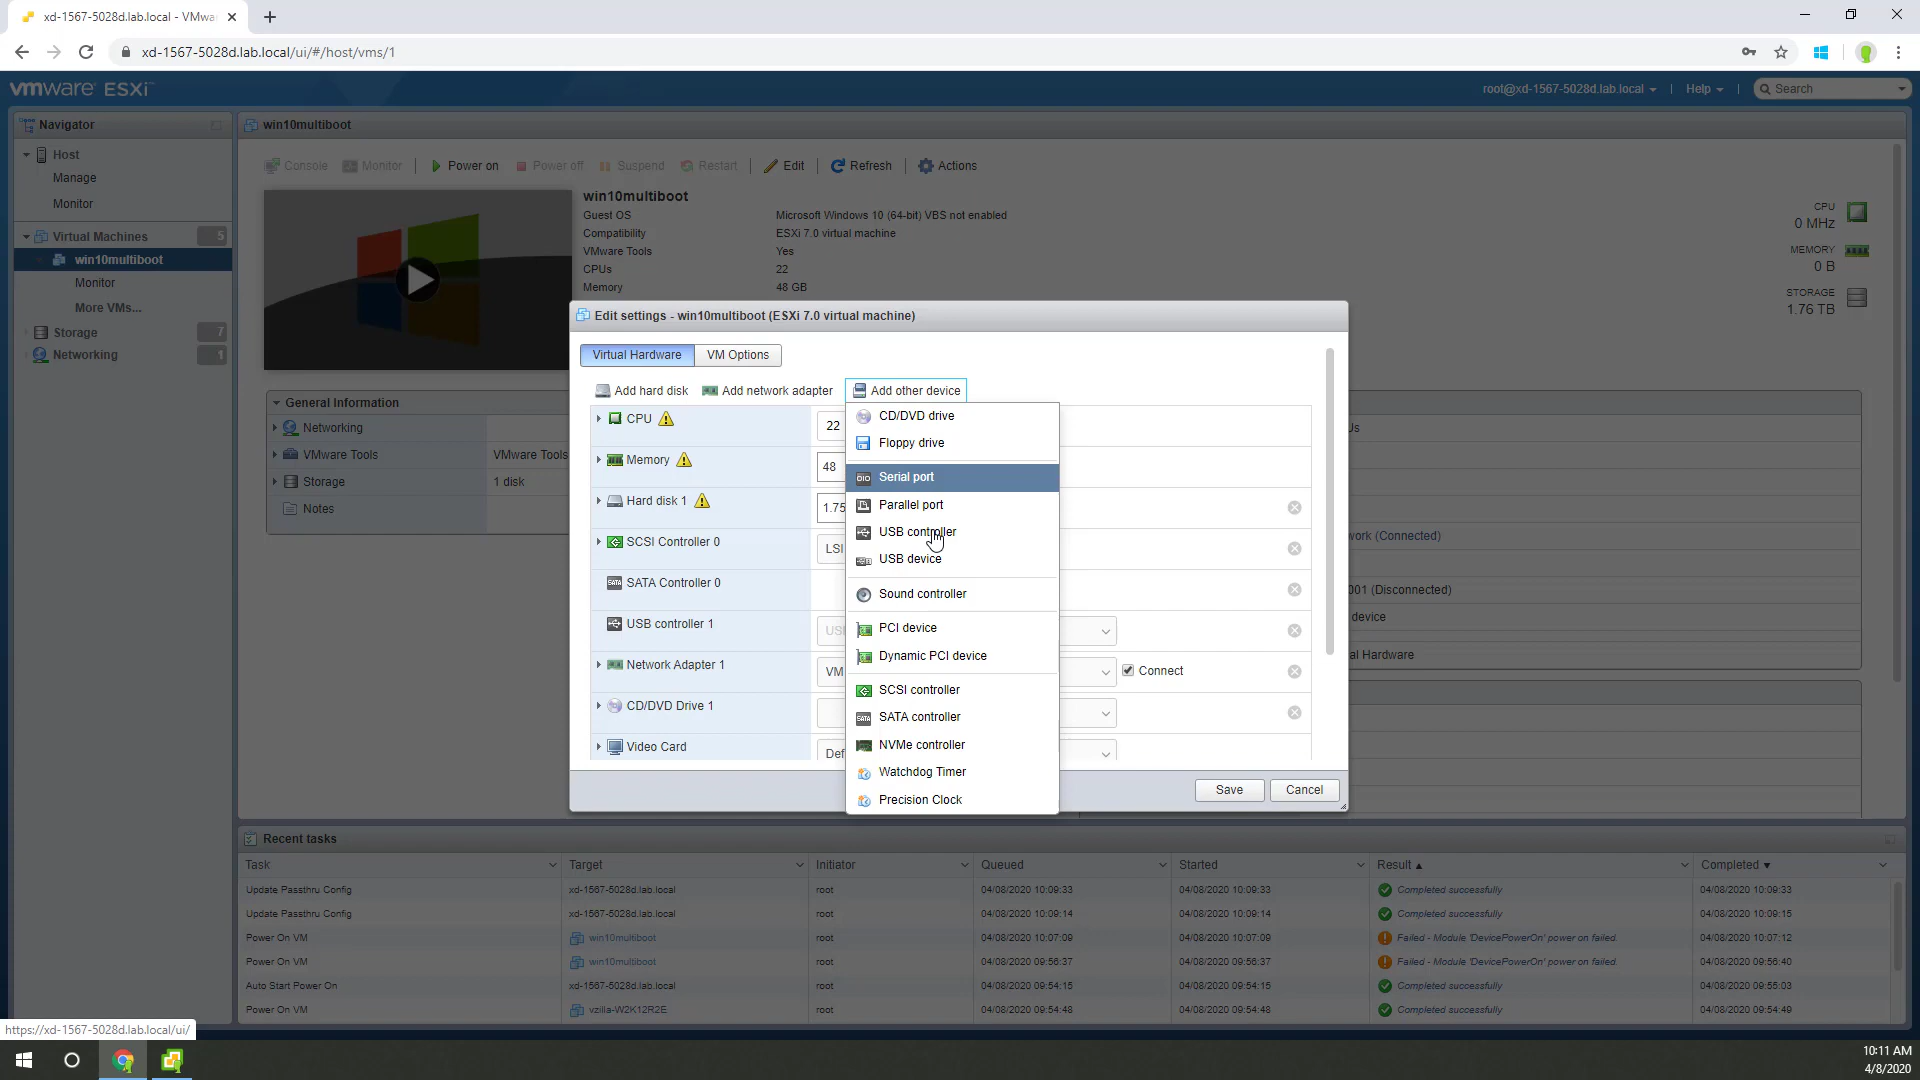 xd-1567-5028d.lab.local - VMwa
xd-1567-5028d.lab.local/ui/#/host/vms/1
vmware ESXi
root@xd-1567-5028d.lab.local
Help
Search
Navigator
Host
Manage
Monitor
Virtual Machines 5
win10multiboot
Monitor
More VMs...
Storage 7
Networking 1
win10multiboot
Console Monitor Power on Power off Suspend Restart Edit Refresh Actions
win10multiboot
Guest OS Microsoft Windows 10 (64-bit) VBS not enabled
Compatibility ESXi 7.0 virtual machine
VMware Tools Yes
CPUs 22
Memory 48 GB
CPU
0 MHz
MEMORY
0 B
STORAGE
1.76 TB
General Information
Networking
VMware Tools VMware Tools
Storage 1 disk
Notes
Us
work (Connected)
001 (Disconnected)
device
al Hardware
Edit settings - win10multiboot (ESXi 7.0 virtual machine)
Virtual Hardware VM Options
Add hard disk Add network adapter Add other device
CPU 22
Memory 48
Hard disk 1 1.75
SCSI Controller 0 LSI
SATA Controller 0
SATA
USB controller 1 USB
Network Adapter 1 VM Connect
CD/DVD Drive 1
Video Card Def
CD/DVD drive
Floppy drive
Serial port
Parallel port
USB controller
USB device
Sound controller
PCI device
Dynamic PCI device
SCSI controller
SATA controller
NVMe controller
Watchdog Timer
Precision Clock
Save Cancel
Recent tasks
Task Target Initiator Queued Started Result Completed
Update Passthru Config xd-1567-5028d.lab.local root 04/08/2020 10:09:33 04/08/2020 10:09:33 Completed successfully 04/08/2020 10:09:33
Update Passthru Config xd-1567-5028d.lab.local root 04/08/2020 10:09:14 04/08/2020 10:09:14 Completed successfully 04/08/2020 10:09:15
Power On VM win10multiboot root 04/08/2020 10:07:09 04/08/2020 10:07:09 Failed - Module 'DevicePowerOn' power on failed. 04/08/2020 10:07:12
Power On VM win10multiboot root 04/08/2020 09:56:37 04/08/2020 09:56:37 Failed - Module 'DevicePowerOn' power on failed. 04/08/2020 09:56:40
Auto Start Power On xd-1567-5028d.lab.local root 04/08/2020 09:54:15 04/08/2020 09:54:15 Completed successfully 04/08/2020 09:55:03
Power On VM vzilla-W2K12R2E root 04/08/2020 09:54:48 04/08/2020 09:54:48 Completed successfully 04/08/2020 09:54:49
https://xd-1567-5028d.lab.local/ui/
10:11 AM
4/8/2020